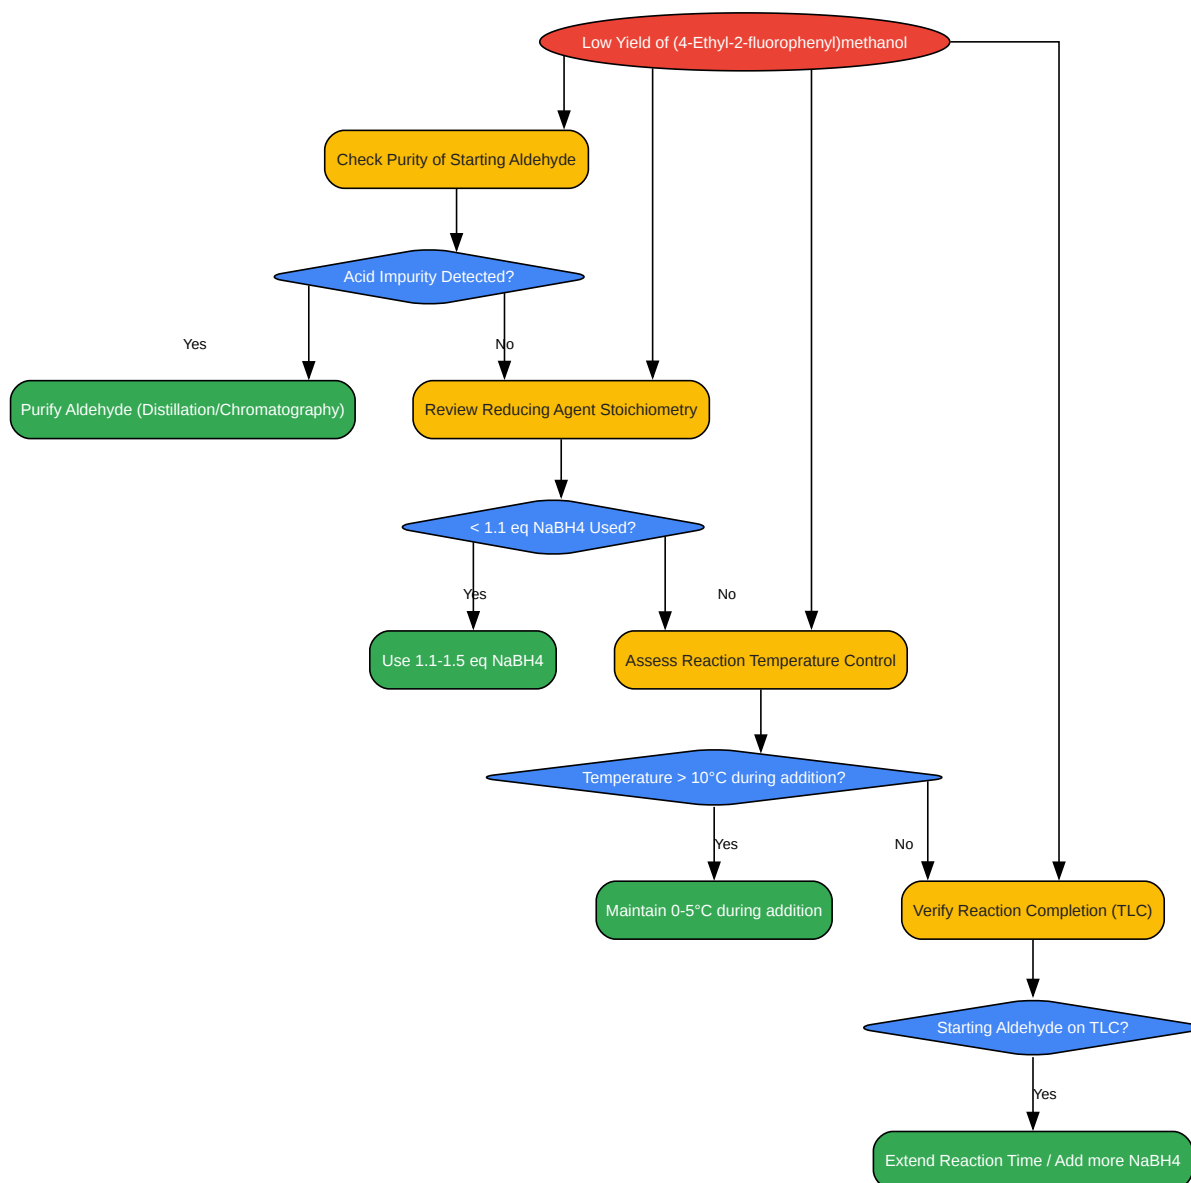 Low Yield of (4-Ethyl-2-fluorophenyl)methanol
Check Purity of Starting Aldehyde
Acid Impurity Detected?
Yes
No
Purify Aldehyde (Distillation/Chromatography)
Review Reducing Agent Stoichiometry
< 1.1 eq NaBH4 Used?
Yes
No
Use 1.1-1.5 eq NaBH4
Assess Reaction Temperature Control
Temperature > 10°C during addition?
Yes
No
Maintain 0-5°C during addition
Verify Reaction Completion (TLC)
Starting Aldehyde on TLC?
Yes
Extend Reaction Time / Add more NaBH4